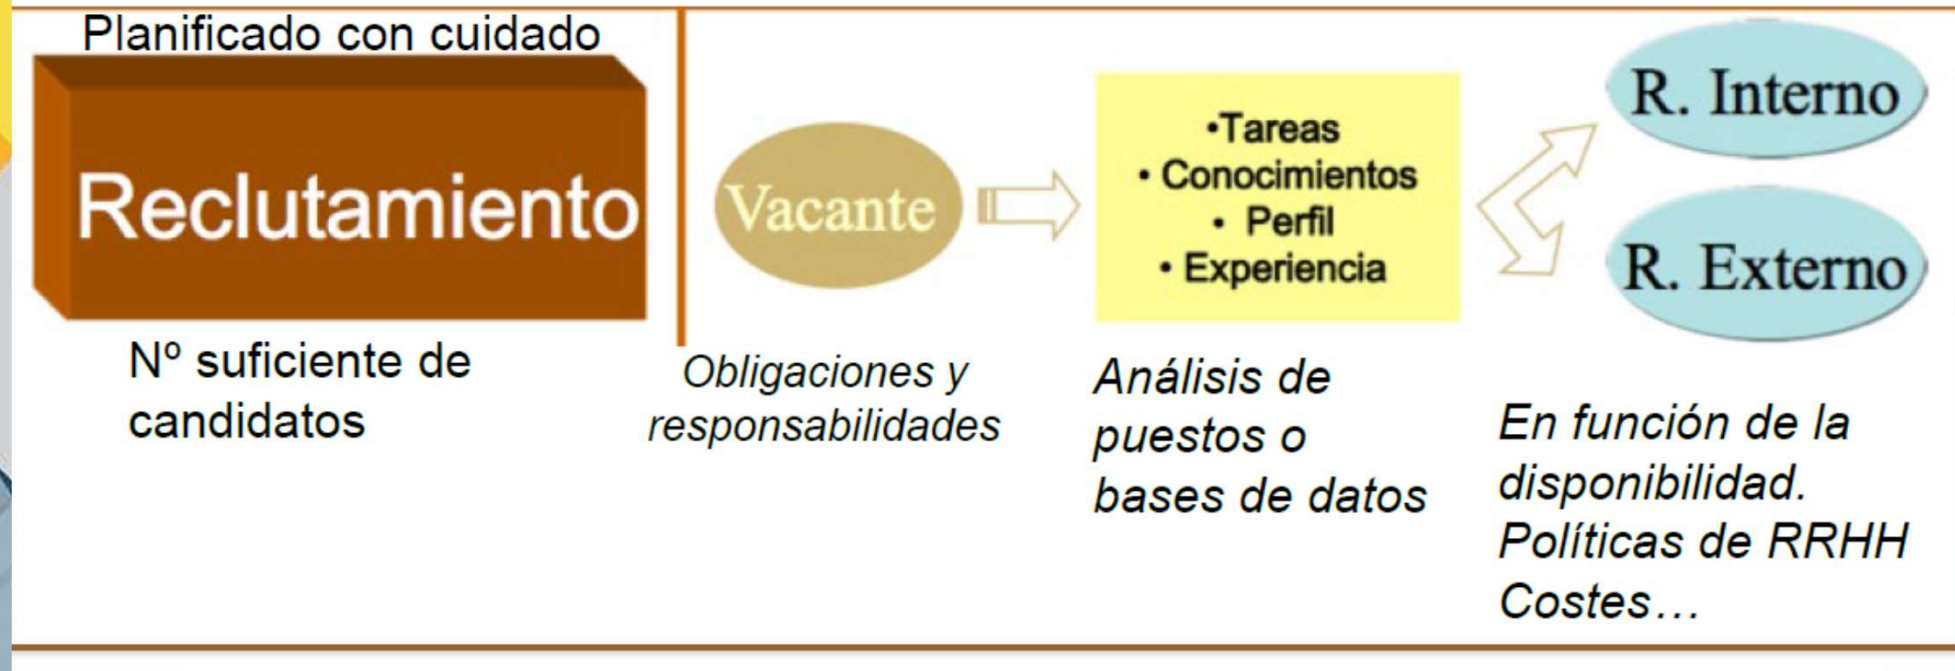 Planificado con cuidado
Reclutamiento
Nº suficiente de
candidatos
Vacante
Obligaciones y
responsabilidades
•Tareas
• Conocimientos
• Perfil
• Experiencia
Análisis de
puestos o
bases de datos
R. Interno
R. Externo
En función de la
disponibilidad.
Políticas de RRHH
Costes…